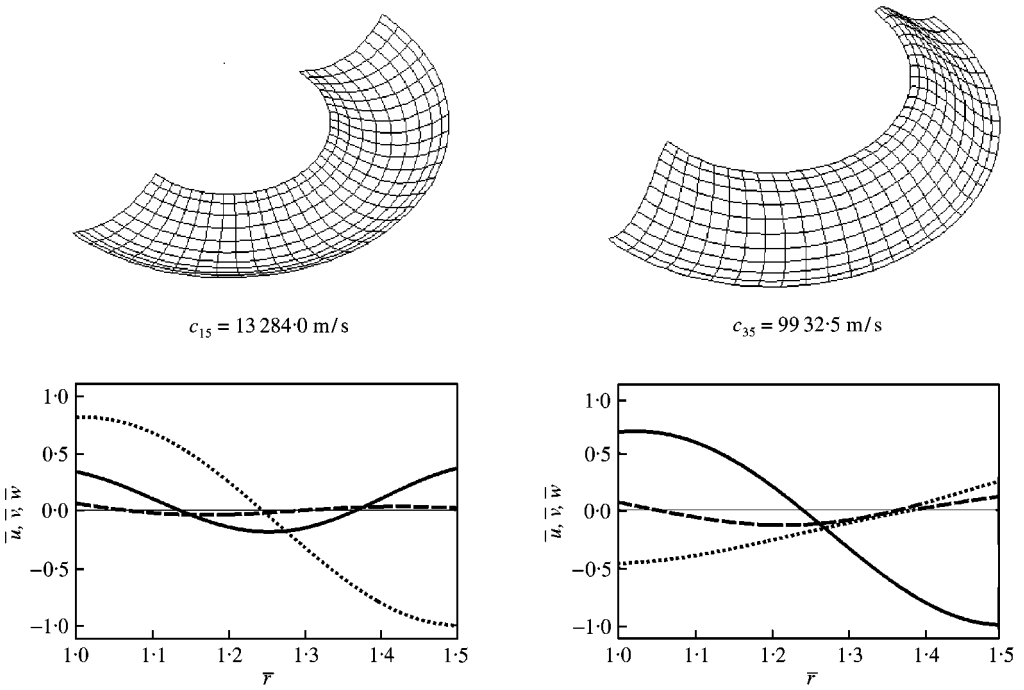 c₁₅ = 13 284·0 m/s
c₃₅ = 99 32·5 m/s
1·0
0·5
0·0
−0·5
−1·0
u̅, v̅, w̅
1·0 1·1 1·2 1·3 1·4 1·5
r̅
1·0
0·5
0·0
−0·5
−1·0
u̅, v̅, w̅
1·0 1·1 1·2 1·3 1·4 1·5
r̅